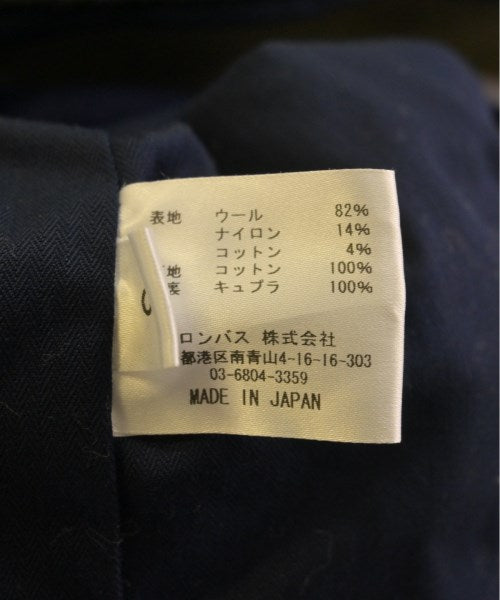 表地 ウール 82%
ナイロン 14%
コットン 4%
地 コットン 100%
キュプラ 100%
ロンバス 株式会社
都港区南青山4-16-16-303
03-6804-3359
MADE IN JAPAN